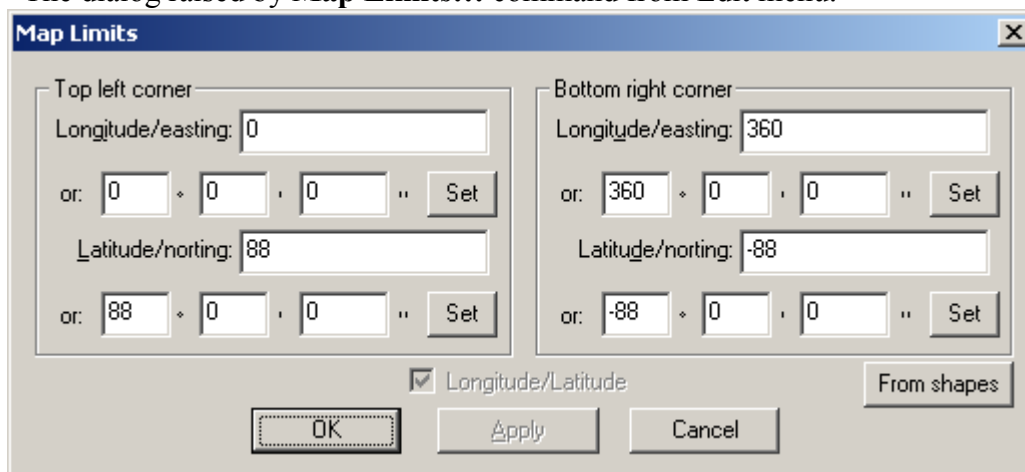 The dialog raised by Map Limits... command from Edit menu.
Map Limits
Top left corner
Longitude/easting: 0
or: 0 ° 0 ' 0 " Set
Latitude/norting: 88
or: 88 ° 0 ' 0 " Set
Bottom right corner
Longitude/easting: 360
or: 360 ° 0 ' 0 " Set
Latitude/norting: -88
or: -88 ° 0 ' 0 " Set
Longitude/Latitude
From shapes
OK
Apply
Cancel